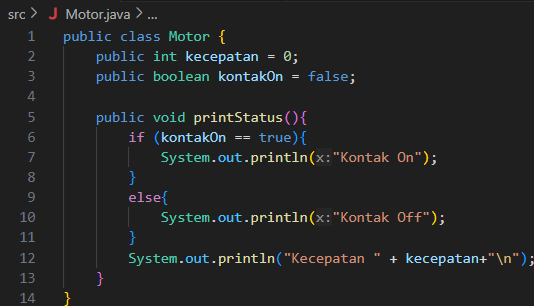 src > J Motor.java > ...
1 public class Motor {
2     public int kecepatan = 0;
3     public boolean kontakOn = false;
4
5     public void printStatus(){
6         if (kontakOn == true){
7             System.out.println(x:"Kontak On");
8         }
9         else{
10             System.out.println(x:"Kontak Off");
11         }
12         System.out.println("Kecepatan " + kecepatan+"\n");
13     }
14 }